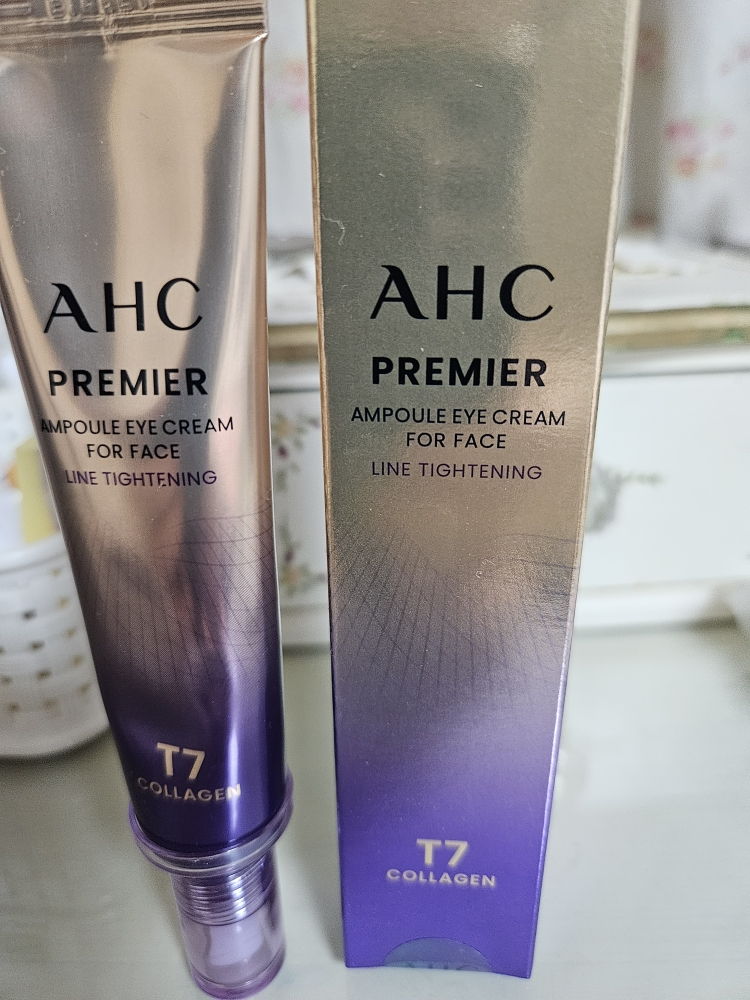 AHC
PREMIER
AMPOULE EYE CREAM
FOR FACE
LINE TIGHTENING
T7
COLLAGEN
AHC
PREMIER
AMPOULE EYE CREAM
FOR FACE
LINE TIGHTENING
T7
COLLAGEN